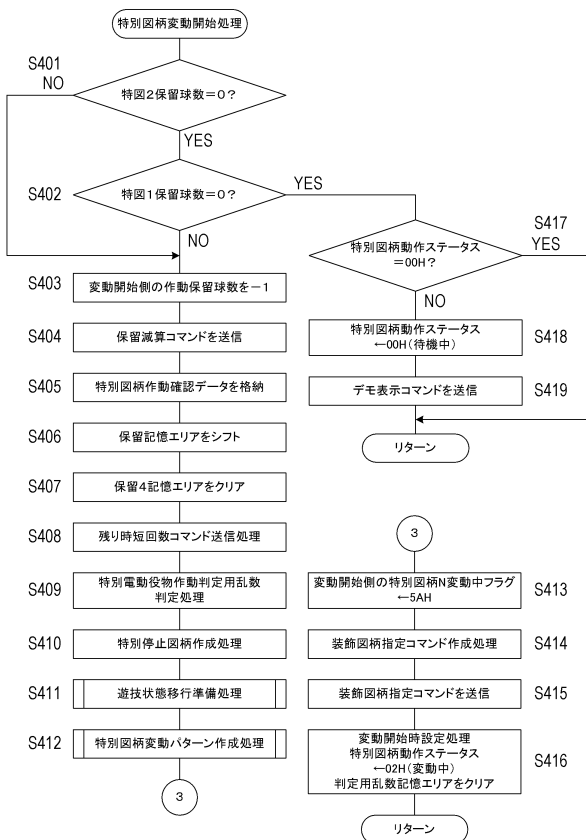 特別図柄変動開始処理
S401
NO
特図2保留球数＝0？
YES
S402
特図1保留球数＝0？
YES
NO
S417
特別図柄動作ステータス
＝00H？
YES
NO
S403
変動開始側の作動保留球数を－1
S404
保留減算コマンドを送信
S405
特別図柄作動確認データを格納
S406
保留記憶エリアをシフト
S407
保留4記憶エリアをクリア
S408
残り時短回数コマンド送信処理
S409
特別電動役物作動判定用乱数
判定処理
S410
特別停止図柄作成処理
S411
遊技状態移行準備処理
S412
特別図柄変動パターン作成処理
3
特別図柄動作ステータス
←00H(待機中)
S418
デモ表示コマンドを送信
S419
リターン
3
変動開始側の特別図柄N変動中フラグ
←5AH
S413
装飾図柄指定コマンド作成処理
S414
装飾図柄指定コマンドを送信
S415
変動開始時設定処理
特別図柄動作ステータス
←02H(変動中)
判定用乱数記憶エリアをクリア
S416
リターン